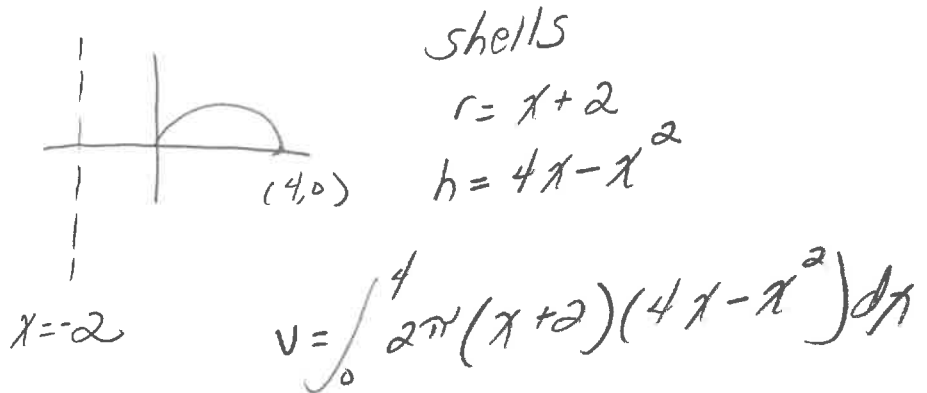 shells
r = x + 2
h = 4x - x²
(4,0)
x = -2
v = ∫₀⁴ 2π(x+2)(4x - x²)dx